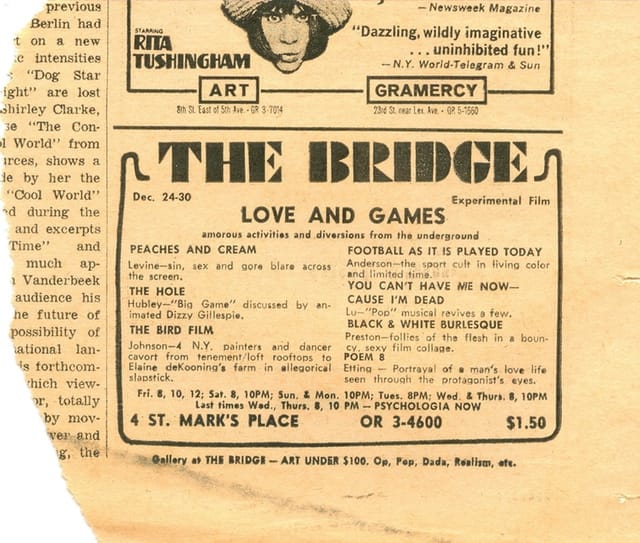 previous
Berlin had
t on a new
ic intensities
"Dog Star
ight" are lost
Shirley Clarke,
se "The Con-
l World" from
urces, shows a
de by her the
"Cool World"
ed during the
and excerpts
Time" and
much ap-
n Vanderbeek
audience his
he future of
possibility of
ational lan-
is forthcom-
which view-
or, totally
by mov-
ver and
g, the
STARRING
RITA
TUSHINGHAM
— Newsweek Magazine
"Dazzling, wildly imaginative
... uninhibited fun!"
— N.Y. World-Telegram & Sun
ART
8th St. East of 5th Ave. - GR 3-7014
GRAMERCY
23rd St. near Lex. Ave. - GR 5-1660
THE BRIDGE
Dec. 24-30
Experimental Film
LOVE AND GAMES
amorous activities and diversions from the underground
PEACHES AND CREAM
Levine—sin, sex and gore blare across
the screen.
THE HOLE
Hubley—"Big Game" discussed by an-
imated Dizzy Gillespie.
THE BIRD FILM
Johnson—4 N.Y. painters and dancer
cavort from tenement/loft rooftops to
Elaine deKooning's farm in allegorical
slapstick.
FOOTBALL AS IT IS PLAYED TODAY
Anderson—the sport cult in living color
and limited time.
YOU CAN'T HAVE ME NOW—
CAUSE I'M DEAD
Lu—"Pop" musical revives a few.
BLACK & WHITE BURLESQUE
Preston—follies of the flesh in a boun-
cy, sexy film collage.
POEM 8
Etting — Portrayal of a man's love life
seen through the protagonist's eyes.
Fri. 8, 10, 12; Sat. 8, 10PM; Sun. & Mon. 10PM; Tues. 8PM; Wed. & Thurs. 8, 10PM
Last times Wed., Thurs. 8, 10 PM — PSYCHOLOGIA NOW
4 ST. MARK'S PLACE OR 3-4600 $1.50
Gallery at THE BRIDGE — ART UNDER $100. Op, Pop, Dada, Realism, etc.